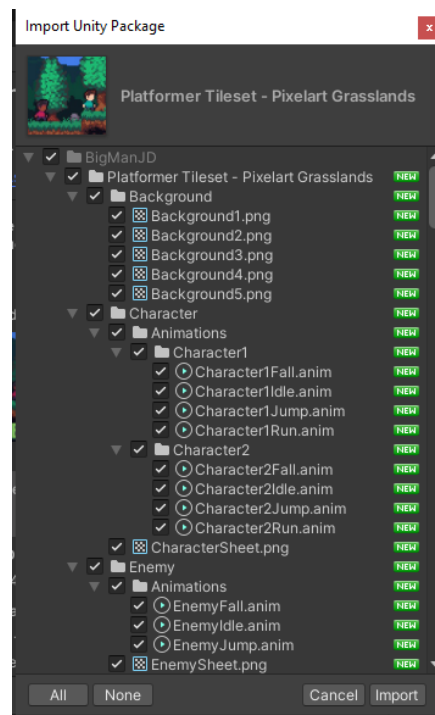 Import Unity Package
x
Platformer Tileset - Pixelart Grasslands
BigManJD
Platformer Tileset - Pixelart Grasslands NEW
Background NEW
Background1.png NEW
Background2.png NEW
Background3.png NEW
Background4.png NEW
Background5.png NEW
Character NEW
Animations NEW
Character1 NEW
Character1Fall.anim NEW
Character1Idle.anim NEW
Character1Jump.anim NEW
Character1Run.anim NEW
Character2 NEW
Character2Fall.anim NEW
Character2Idle.anim NEW
Character2Jump.anim NEW
Character2Run.anim NEW
CharacterSheet.png NEW
Enemy NEW
Animations NEW
EnemyFall.anim NEW
EnemyIdle.anim NEW
EnemyJump.anim NEW
EnemySheet.png NEW
All None Cancel Import